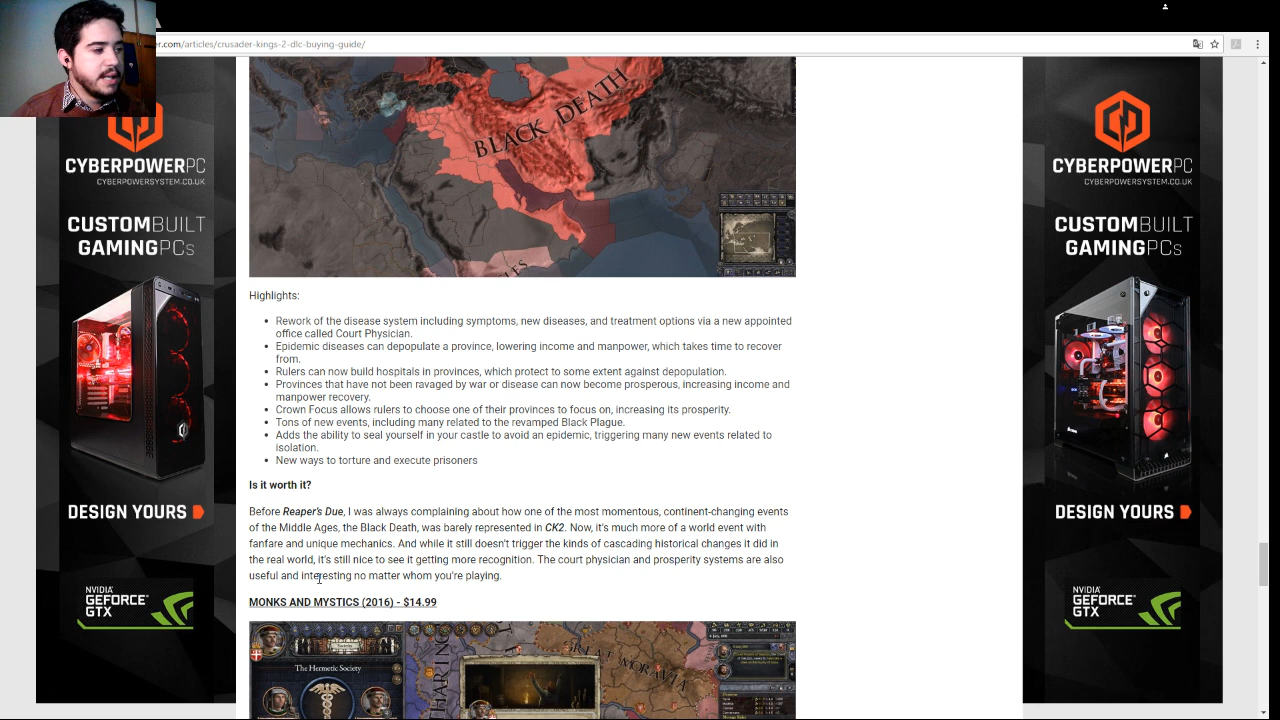 er.com/articles/crusader-kings-2-dlc-buying-guide/
BLACK DEATH
CYBERPOWERPC
CYBERPOWERSYSTEM.CO.UK
CUSTOMBUILT
GAMINGPCs
DESIGN YOURS
NVIDIA
GEFORCE
GTX
Highlights:
Rework of the disease system including symptoms, new diseases, and treatment options via a new appointed
office called Court Physician.
Epidemic diseases can depopulate a province, lowering income and manpower, which takes time to recover
from.
Rulers can now build hospitals in provinces, which protect to some extent against depopulation.
Provinces that have not been ravaged by war or disease can now become prosperous, increasing income and
manpower recovery.
Crown Focus allows rulers to choose one of their provinces to focus on, increasing its prosperity.
Tons of new events, including many related to the revamped Black Plague.
Adds the ability to seal yourself in your castle to avoid an epidemic, triggering many new events related to
isolation.
New ways to torture and execute prisoners
Is it worth it?
Before Reaper's Due, I was always complaining about how one of the most momentous, continent-changing events
of the Middle Ages, the Black Death, was barely represented in CK2. Now, it's much more of a world event with
fanfare and unique mechanics. And while it still doesn't trigger the kinds of cascading historical changes it did in
the real world, it's still nice to see it getting more recognition. The court physician and prosperity systems are also
useful and interesting no matter whom you're playing.
MONKS AND MYSTICS (2016) - $14.99
The Hermetic Society
GREAT MORAVIA
CYBERPOWERPC
CYBERPOWERSYSTEM.CO.UK
CUSTOMBUILT
GAMINGPCs
DESIGN YOURS
NVIDIA
GEFORCE
GTX